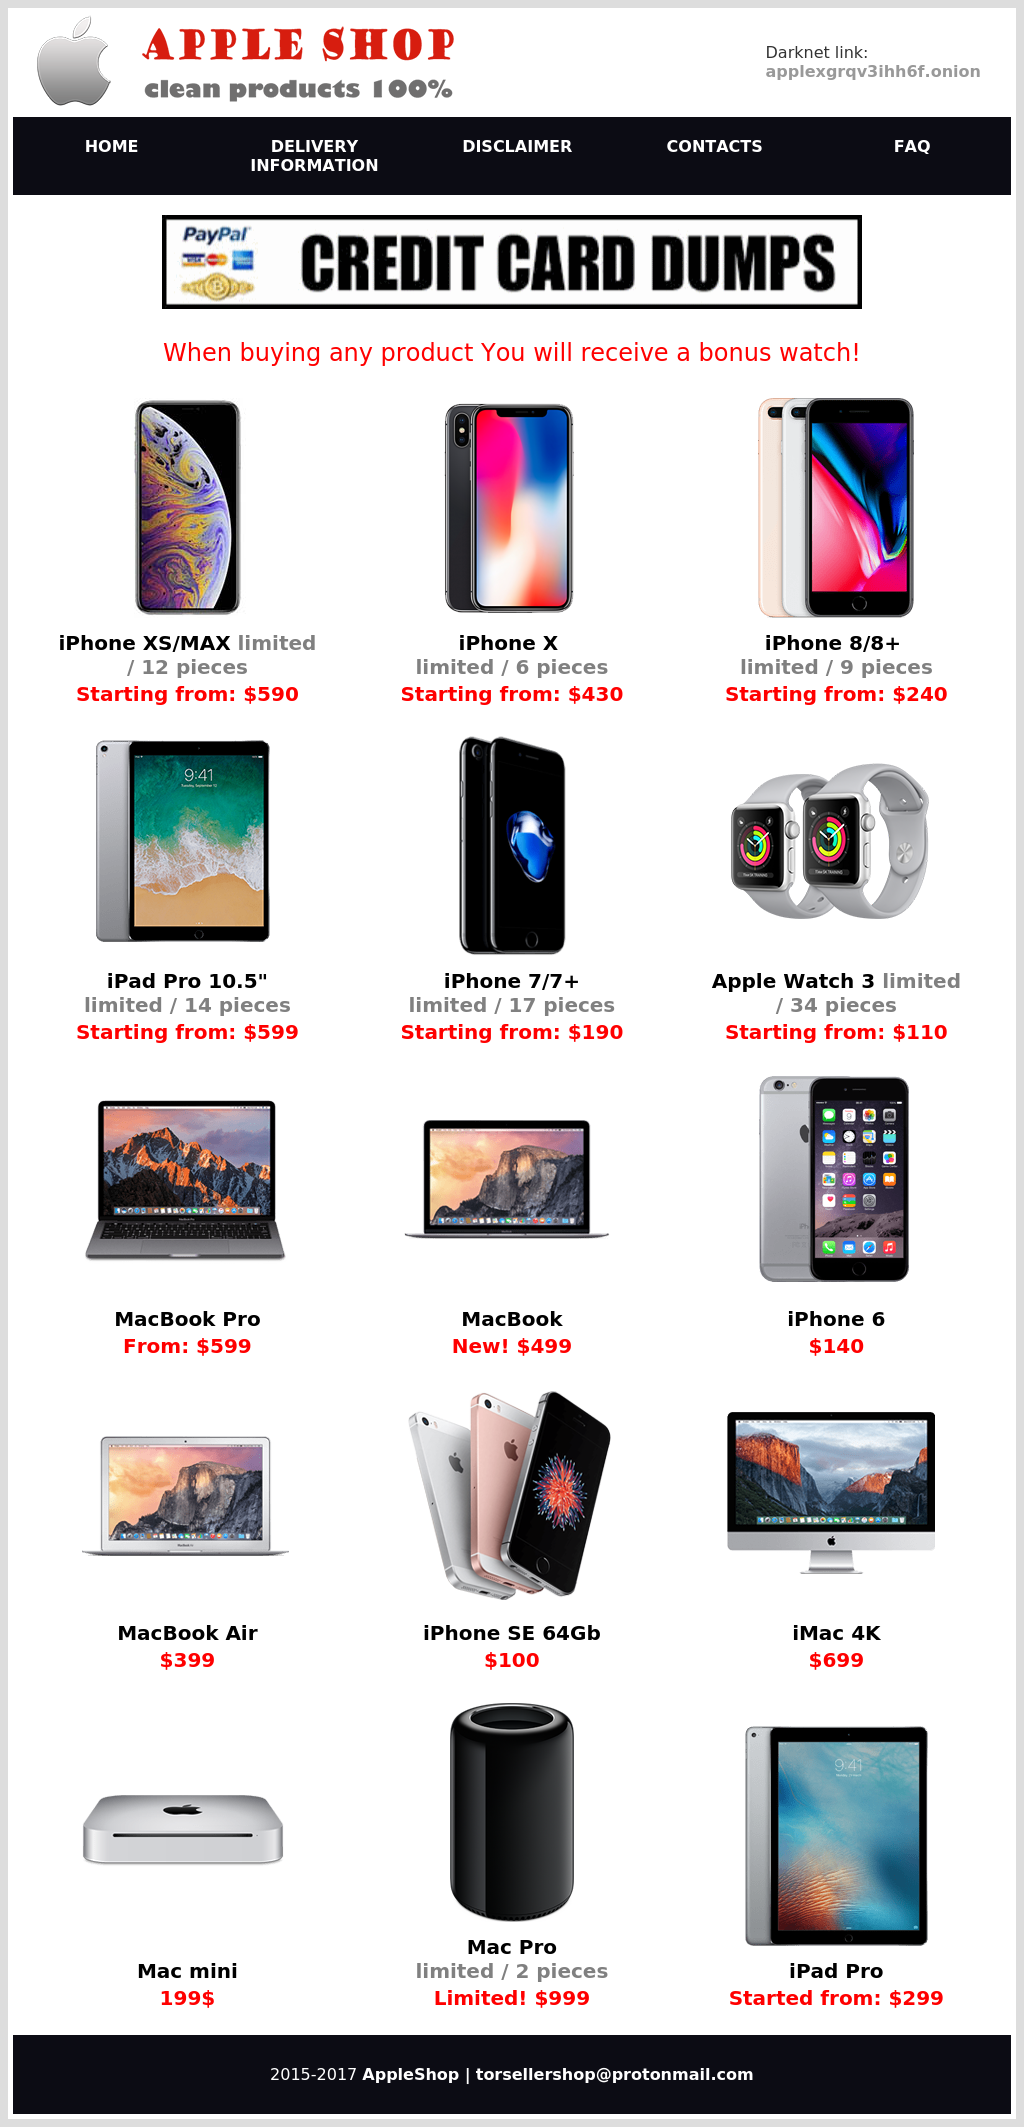 APPLE SHOP
clean products 100%
Darknet link:
applexgrqv3ihh6f.onion
HOME
DELIVERY
INFORMATION
DISCLAIMER
CONTACTS
FAQ
PayPal
VISA
CREDIT CARD DUMPS
When buying any product You will receive a bonus watch!
iPhone XS/MAX limited
/ 12 pieces
Starting from: $590
iPhone X
limited / 6 pieces
Starting from: $430
iPhone 8/8+
limited / 9 pieces
Starting from: $240
9:41
iPad Pro 10.5"
limited / 14 pieces
Starting from: $599
iPhone 7/7+
limited / 17 pieces
Starting from: $190
Apple Watch 3 limited
/ 34 pieces
Starting from: $110
MacBook Pro
From: $599
MacBook
New! $499
iPhone 6
$140
MacBook Air
$399
iPhone SE 64Gb
$100
iMac 4K
$699
Mac mini
199$
Mac Pro
limited / 2 pieces
Limited! $999
9:41
iPad Pro
Started from: $299
2015-2017 AppleShop | torsellershop@protonmail.com